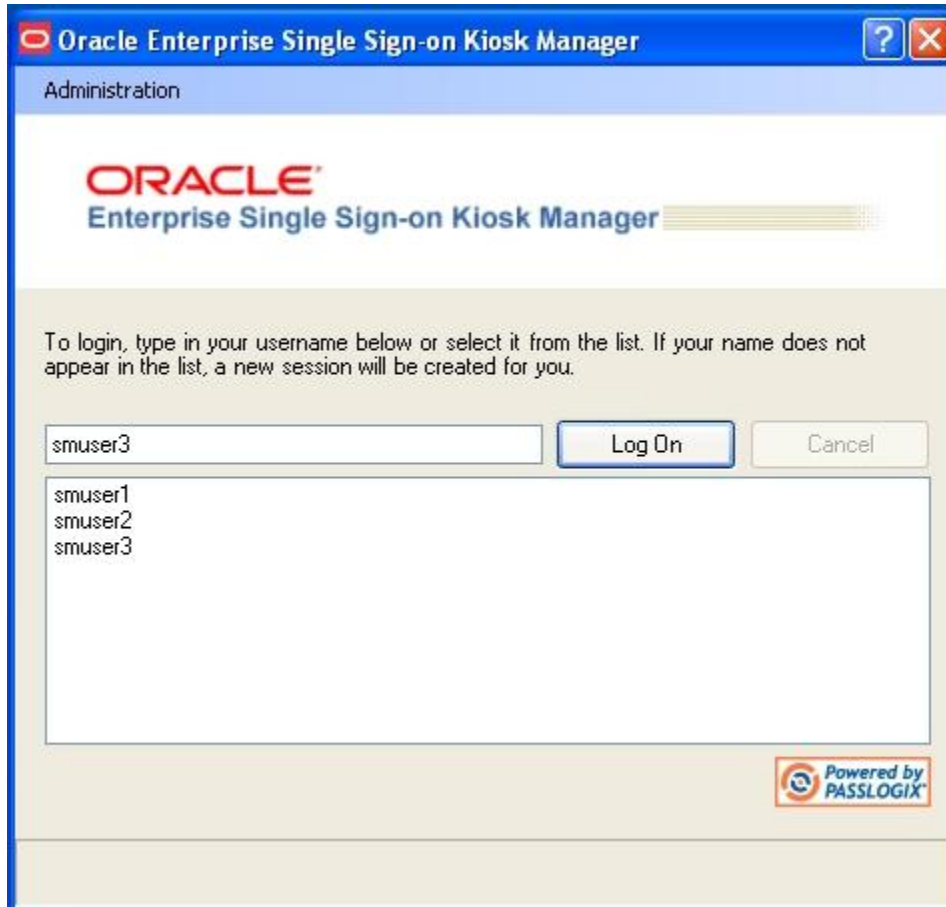 Oracle Enterprise Single Sign-on Kiosk Manager
?
Administration
ORACLE
Enterprise Single Sign-on Kiosk Manager
To login, type in your username below or select it from the list. If your name does not
appear in the list, a new session will be created for you.
smuser3
Log On
Cancel
smuser1
smuser2
smuser3
Powered by
PASSLOGIX